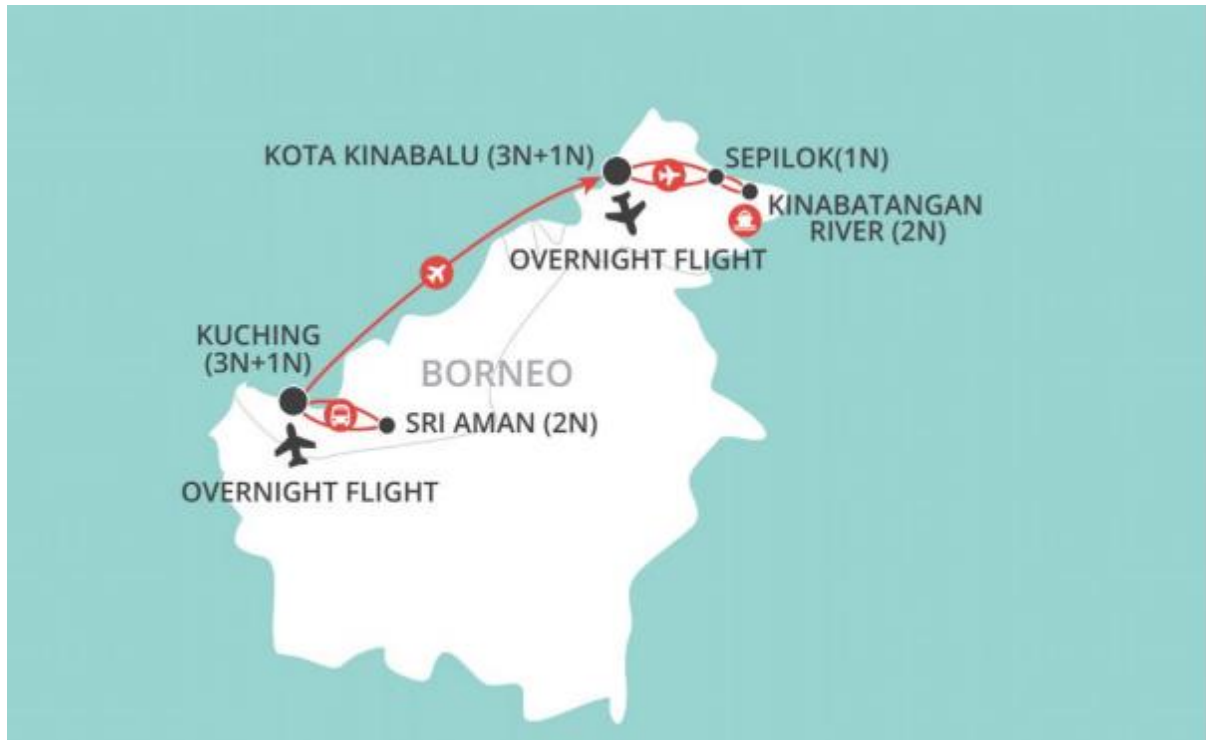 KOTA KINABALU (3N+1N)
SEPILOK(1N)
KINABATANGAN
RIVER (2N)
OVERNIGHT FLIGHT
KUCHING
(3N+1N)
BORNEO
SRI AMAN (2N)
OVERNIGHT FLIGHT